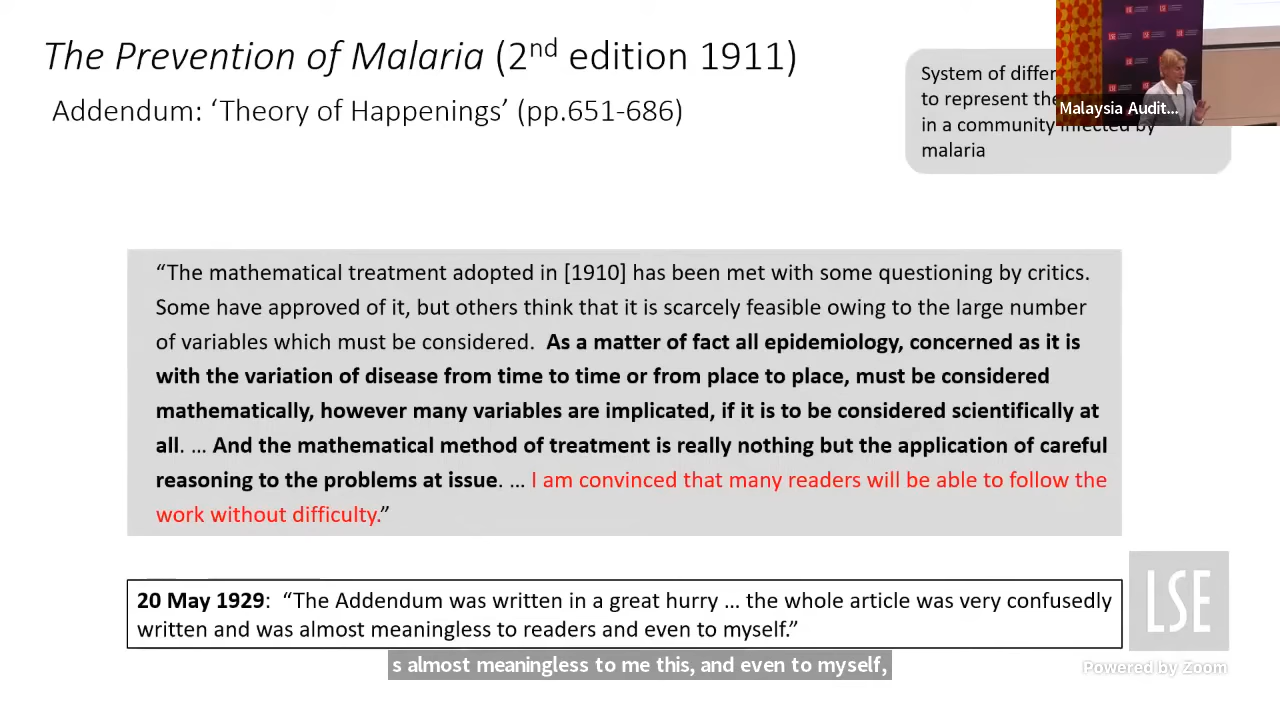 The Prevention of Malaria (2nd edition 1911)
Addendum: ‘Theory of Happenings’ (pp.651-686)
System of differ
to represent the
in a community infected by
malaria
Malaysia Audit...
LSE
“The mathematical treatment adopted in [1910] has been met with some questioning by critics.
Some have approved of it, but others think that it is scarcely feasible owing to the large number
of variables which must be considered. As a matter of fact all epidemiology, concerned as it is
with the variation of disease from time to time or from place to place, must be considered
mathematically, however many variables are implicated, if it is to be considered scientifically at
all. … And the mathematical method of treatment is really nothing but the application of careful
reasoning to the problems at issue. … I am convinced that many readers will be able to follow the
work without difficulty.”
20 May 1929: “The Addendum was written in a great hurry … the whole article was very confusedly
written and was almost meaningless to readers and even to myself.”
LSE
s almost meaningless to me this, and even to myself,
Powered by Zoom